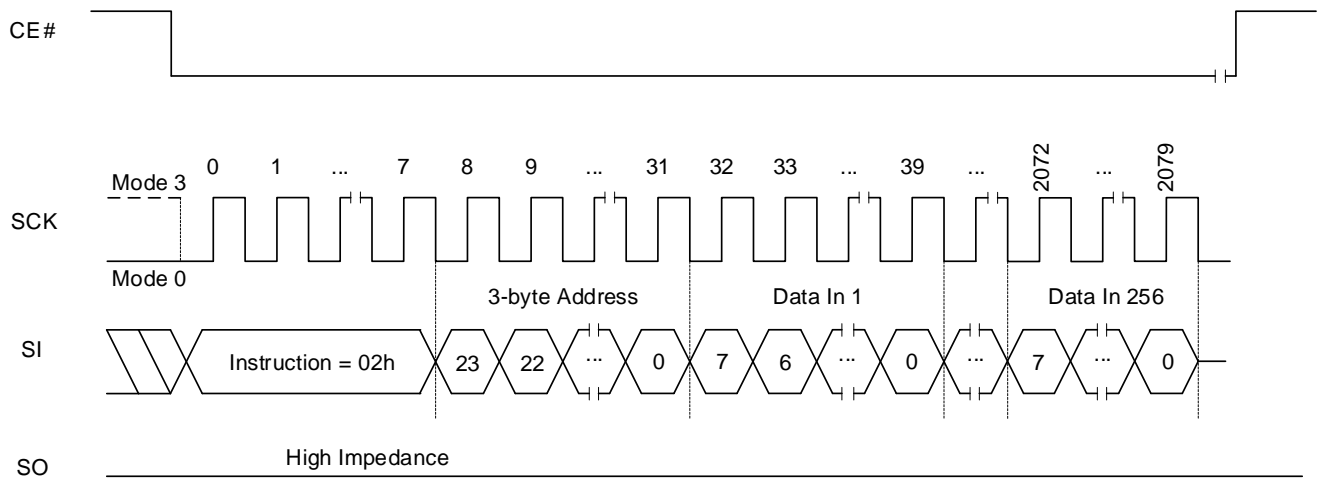 CE#
0 1 ... 7 8 9 ... 31 32 33 ... 39 ... 2072 ... 2079
Mode 3
SCK
Mode 0
3-byte Address Data In 1 Data In 256
SI Instruction = 02h 23 22 ... 0 7 6 ... 0 ... 7 ... 0
High Impedance
SO